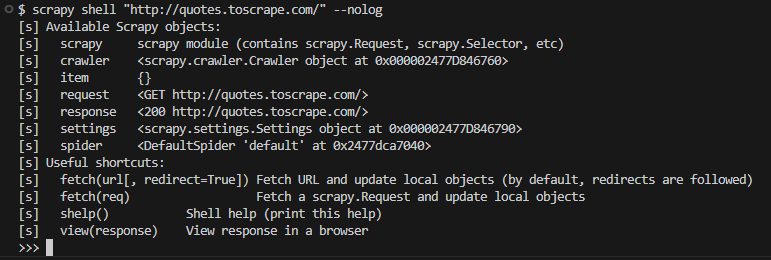 $ scrapy shell "http://quotes.toscrape.com/" --nolog
[s] Available Scrapy objects:
[s]   scrapy     scrapy module (contains scrapy.Request, scrapy.Selector, etc)
[s]   crawler    <scrapy.crawler.Crawler object at 0x000002477D846760>
[s]   item       {}
[s]   request    <GET http://quotes.toscrape.com/>
[s]   response   <200 http://quotes.toscrape.com/>
[s]   settings   <scrapy.settings.Settings object at 0x000002477D846790>
[s]   spider     <DefaultSpider 'default' at 0x2477dca7040>
[s] Useful shortcuts:
[s]   fetch(url[, redirect=True]) Fetch URL and update local objects (by default, redirects are followed)
[s]   fetch(req)                  Fetch a scrapy.Request and update local objects
[s]   shelp()           Shell help (print this help)
[s]   view(response)    View response in a browser
>>>